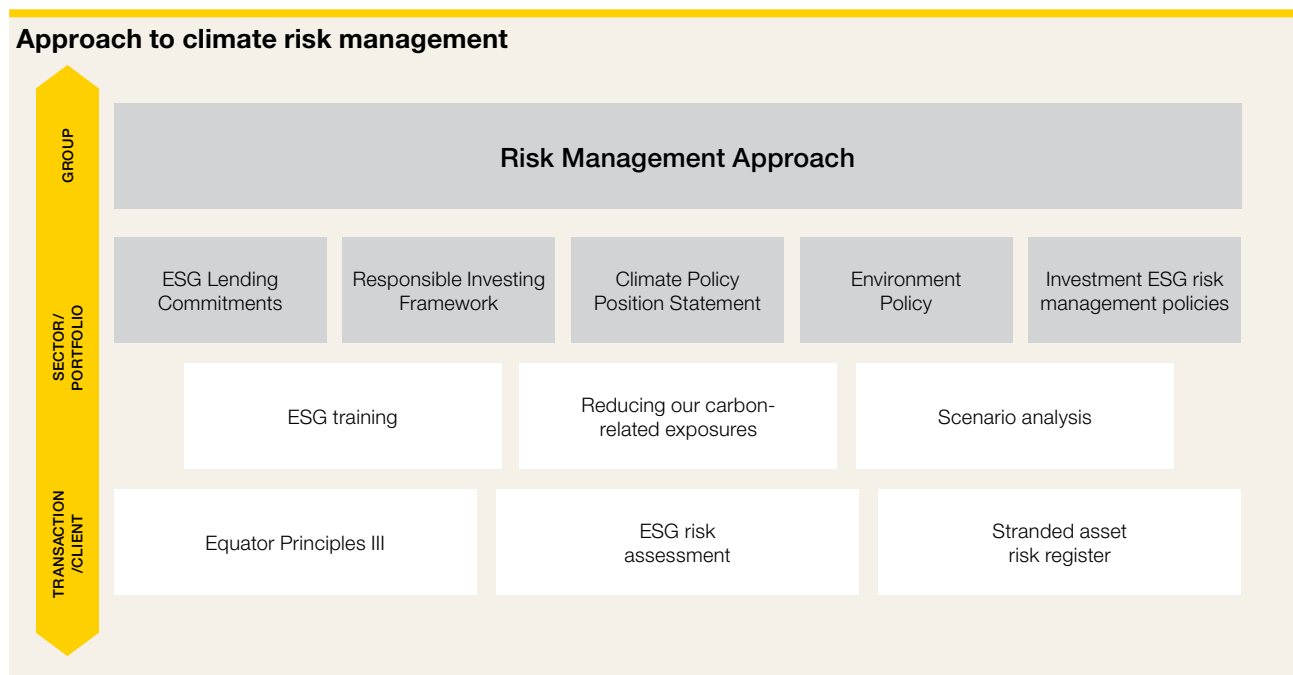 Approach to climate risk management
GROUP
Risk Management Approach
SECTOR/
PORTFOLIO
ESG Lending
Commitments
Responsible Investing
Framework
Climate Policy
Position Statement
Environment
Policy
Investment ESG risk
management policies
ESG training
Reducing our carbon-
related exposures
Scenario analysis
TRANSACTION
/CLIENT
Equator Principles III
ESG risk
assessment
Stranded asset
risk register